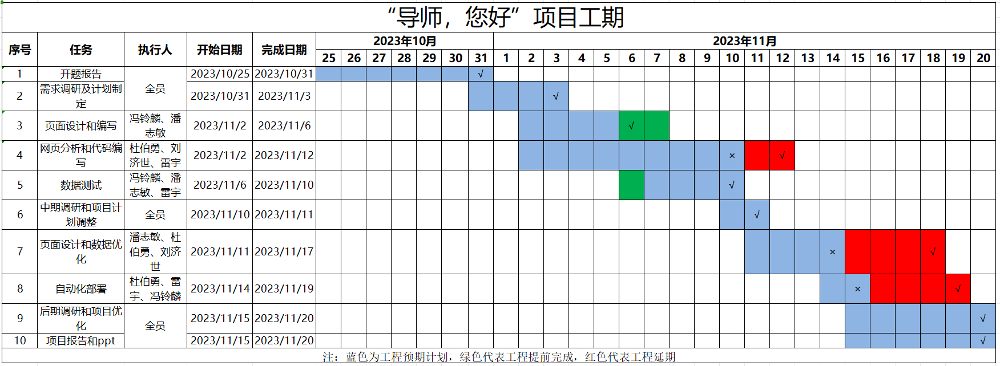 “导师，您好”项目工期
序号 任务 执行人 开始日期 完成日期 2023年10月 2023年11月
25 26 27 28 29 30 31 1 2 3 4 5 6 7 8 9 10 11 12 13 14 15 16 17 18 19 20
1 开题报告 全员 2023/10/25 2023/10/31 √
2 需求调研及计划制
定 2023/10/31 2023/11/3 √
3 页面设计和编写 冯铃麟、潘
志敏 2023/11/2 2023/11/6 √
4 网页分析和代码编
写 杜伯勇、刘
济世、雷宇 2023/11/2 2023/11/12 × √
5 数据测试 冯铃麟、潘
志敏、雷宇 2023/11/6 2023/11/10 √
6 中期调研和项目计
划调整 全员 2023/11/10 2023/11/11 √
7 页面设计和数据优
化 潘志敏、杜
伯勇、刘济
世 2023/11/11 2023/11/17 × √
8 自动化部署 杜伯勇、雷
宇、冯铃麟 2023/11/14 2023/11/19 × √
9 后期调研和项目优
化 全员 2023/11/15 2023/11/20 √
10 项目报告和ppt 2023/11/15 2023/11/20 √
注：蓝色为工程预期计划，绿色代表工程提前完成，红色代表工程延期